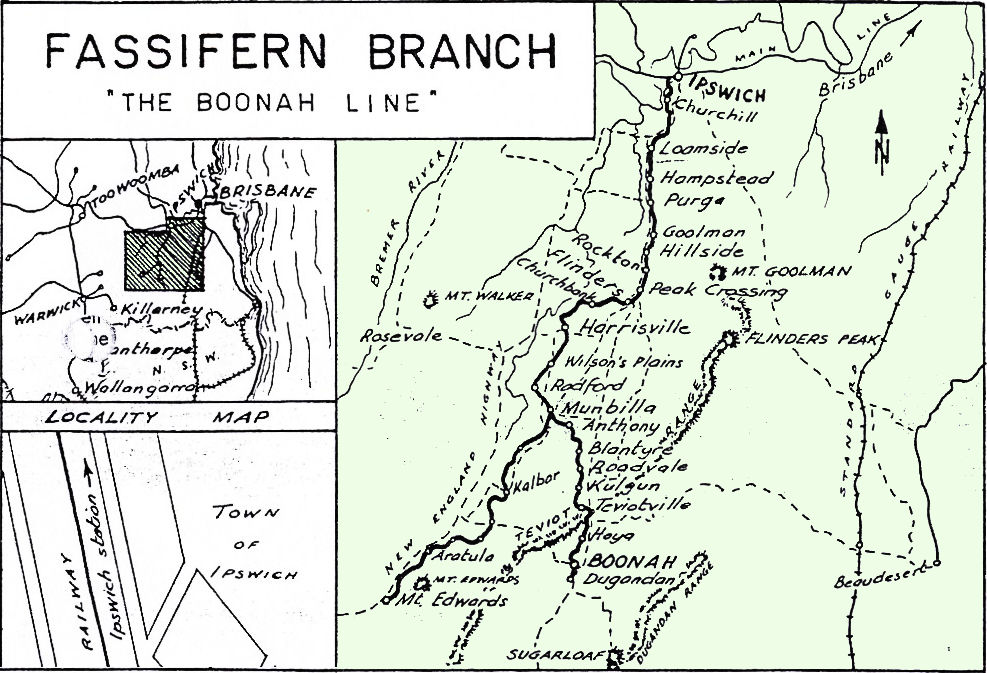 FASSIFERN BRANCH
"THE BOONAH LINE"
MAIN LINE
Brisbane
IPSWICH
Churchill
N
Loamside
Hampstead
Purga
Goolman
Hillside
Rockton
Flinders
Churchbank
MT. GOOLMAN
Peak Crossing
BREMER RIVER
MT. WALKER
Rosevale
Harrisville
FLINDERS PEAK
Wilson's Plains
Radford
Munbilla
Anthony
Blantyre
Roadvale
Kulgun
Teviotville
Hoya
BOONAH
Dugandan
RANGE
TEVIOT
Kalbar
NEW ENGLAND HIGHWY
Aratula
MT. EDWARDS
Mt. Edwards
SUGARLOAF
DUGANDAN RANGE
STANDARD GAUGE RAILWAY
Beaudesert
TOOWOOMBA
IPSWICH
BRISBANE
WARWICK
Killarney
anthorpe
N. S. W.
Wallangarra
LOCALITY MAP
RAILWAY
Ipswich station
TOWN
OF
IPSWICH